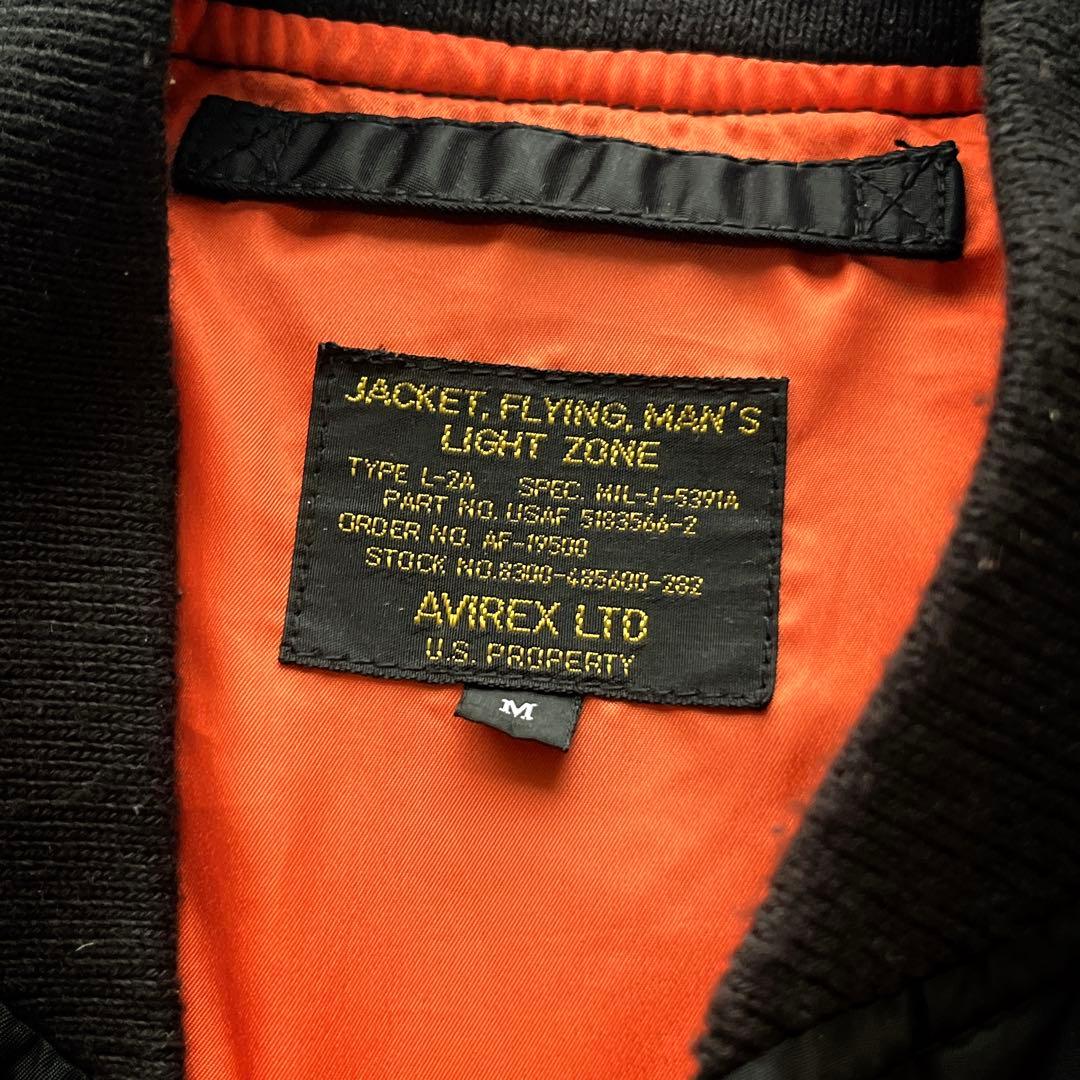 JACKET, FLYING, MAN'S
LIGHT ZONE
TYPE L-2A SPEC. MIL-J-5391A
PART NO. USAF 5183566-2
ORDER NO. AF-19500
STOCK NO.8300-485600-282
AVIREX LTD
U.S. PROPERTY
M